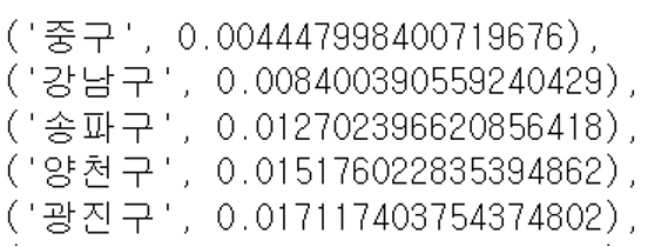 ('중구', 0.004447998400719676),
('강남구', 0.008400390559240429),
('송파구', 0.012702396620856418),
('양천구', 0.015176022835394862),
('광진구', 0.017117403754374802),